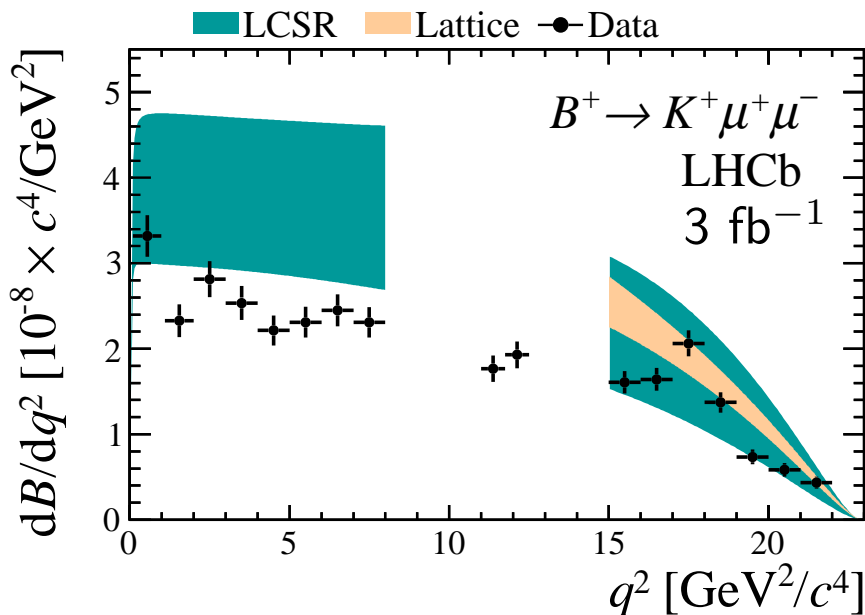 LCSR Lattice Data
dB/dq² [10⁻⁸ × c⁴/GeV²]
5
4
3
2
1
0
B⁺ → K⁺μ⁺μ⁻
LHCb
3 fb⁻¹
0 5 10 15 20
q² [GeV²/c⁴]